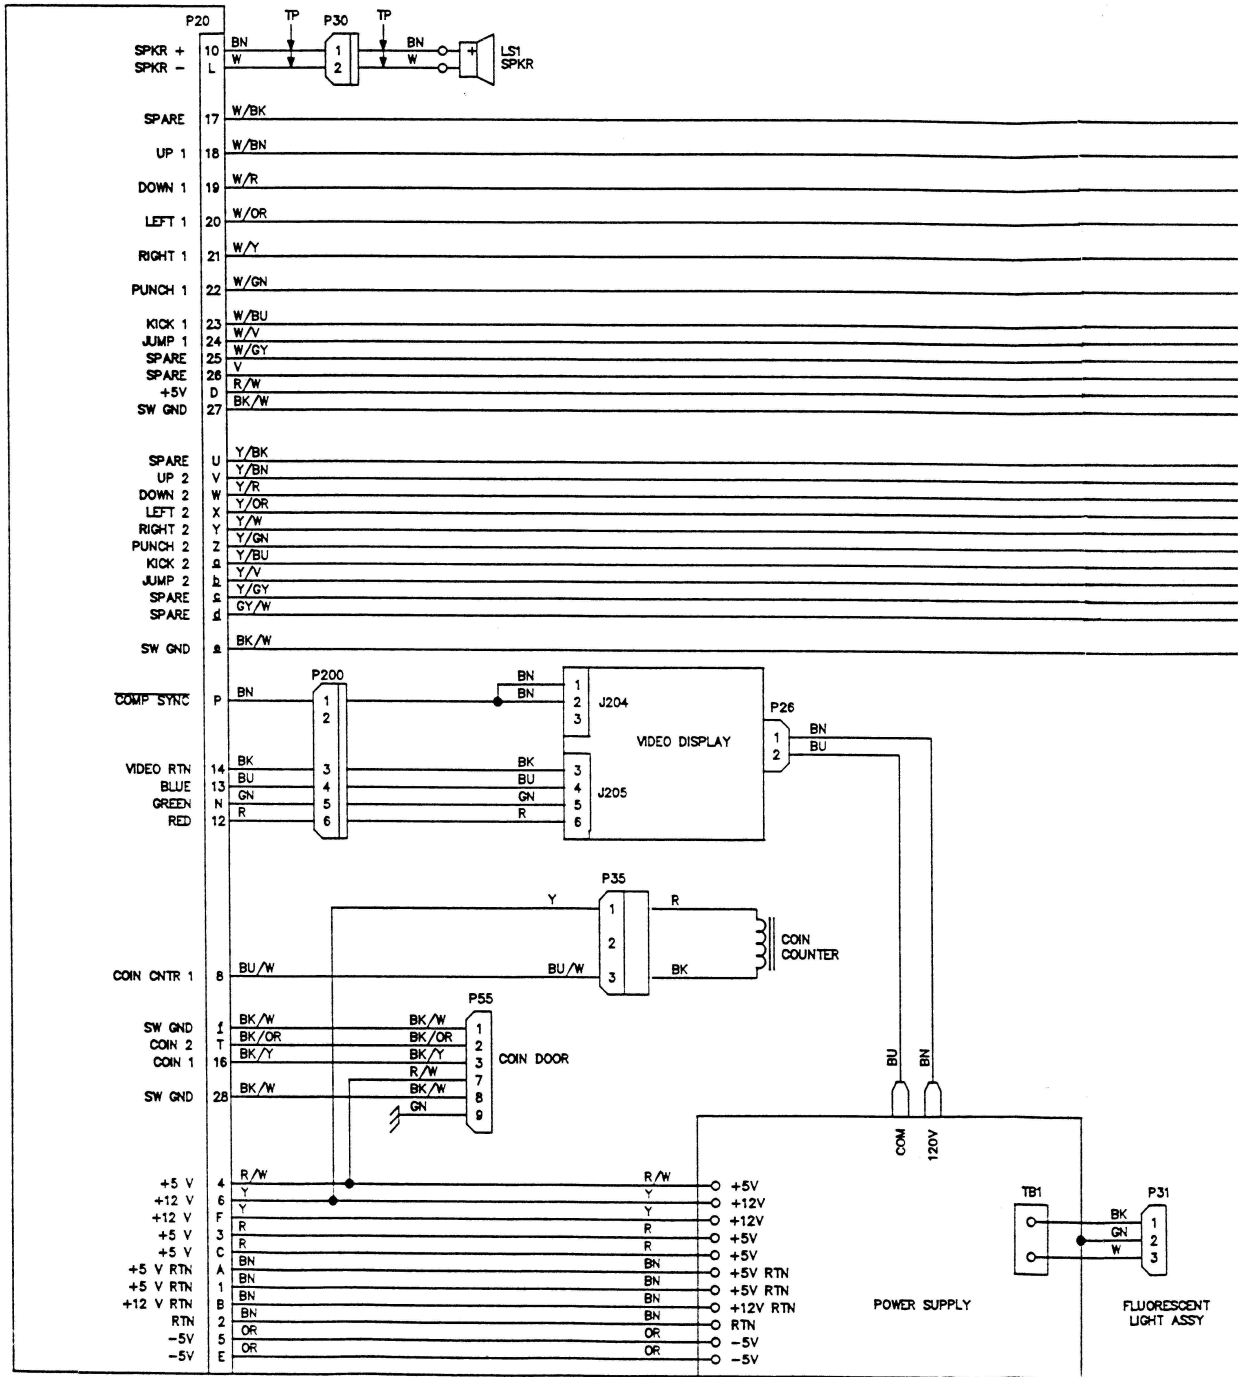 P20 TP P30 TP
SPKR + 10 BN 1 BN + LS1
SPKR - L W 2 W SPKR
SPARE 17 W/BK
UP 1 18 W/BN
DOWN 1 19 W/R
LEFT 1 20 W/OR
RIGHT 1 21 W/Y
PUNCH 1 22 W/GN
KICK 1 23 W/BU
JUMP 1 24 W/V
SPARE 25 W/GY
SPARE 26 V
+5V D R/W
SW GND 27 BK/W
SPARE U Y/BK
UP 2 V Y/BN
DOWN 2 W Y/R
LEFT 2 X Y/OR
RIGHT 2 Y Y/W
PUNCH 2 Z Y/GN
KICK 2 a Y/BU
JUMP 2 b Y/V
SPARE c Y/GY
SPARE d GY/W
SW GND e BK/W
P200
BN 1
COMP SYNC P BN 1 BN 2 J204
2 3
VIDEO DISPLAY
P26
1 BN
2 BU
VIDEO RTN 14 BK 3 BK 3
BLUE 13 BU 4 BU 4 J205
GREEN N GN 5 GN 5
RED 12 R 6 R 6
P35
Y 1 R
2 COIN
COUNTER
COIN CNTR 1 8 BU/W BU/W 3 BK
P55
SW GND f BK/W BK/W 1
COIN 2 T BK/OR BK/OR 2
COIN 1 16 BK/Y BK/Y 3 COIN DOOR
R/W 7
SW GND 28 BK/W BK/W 8
GN 9
BU BN
COM 120V
+5 V 4 R/W R/W +5V
+12 V 6 Y Y +12V
+12 V F Y Y +12V
+5 V 3 R R +5V
+5 V C R R +5V
+5 V RTN A BN BN +5V RTN
+5 V RTN 1 BN BN +5V RTN
+12 V RTN B BN BN +12V RTN
RTN 2 BN BN RTN
-5V 5 OR OR -5V
-5V E OR OR -5V
TB1 P31
BK 1
GN 2
W 3
POWER SUPPLY
FLUORESCENT
LIGHT ASSY